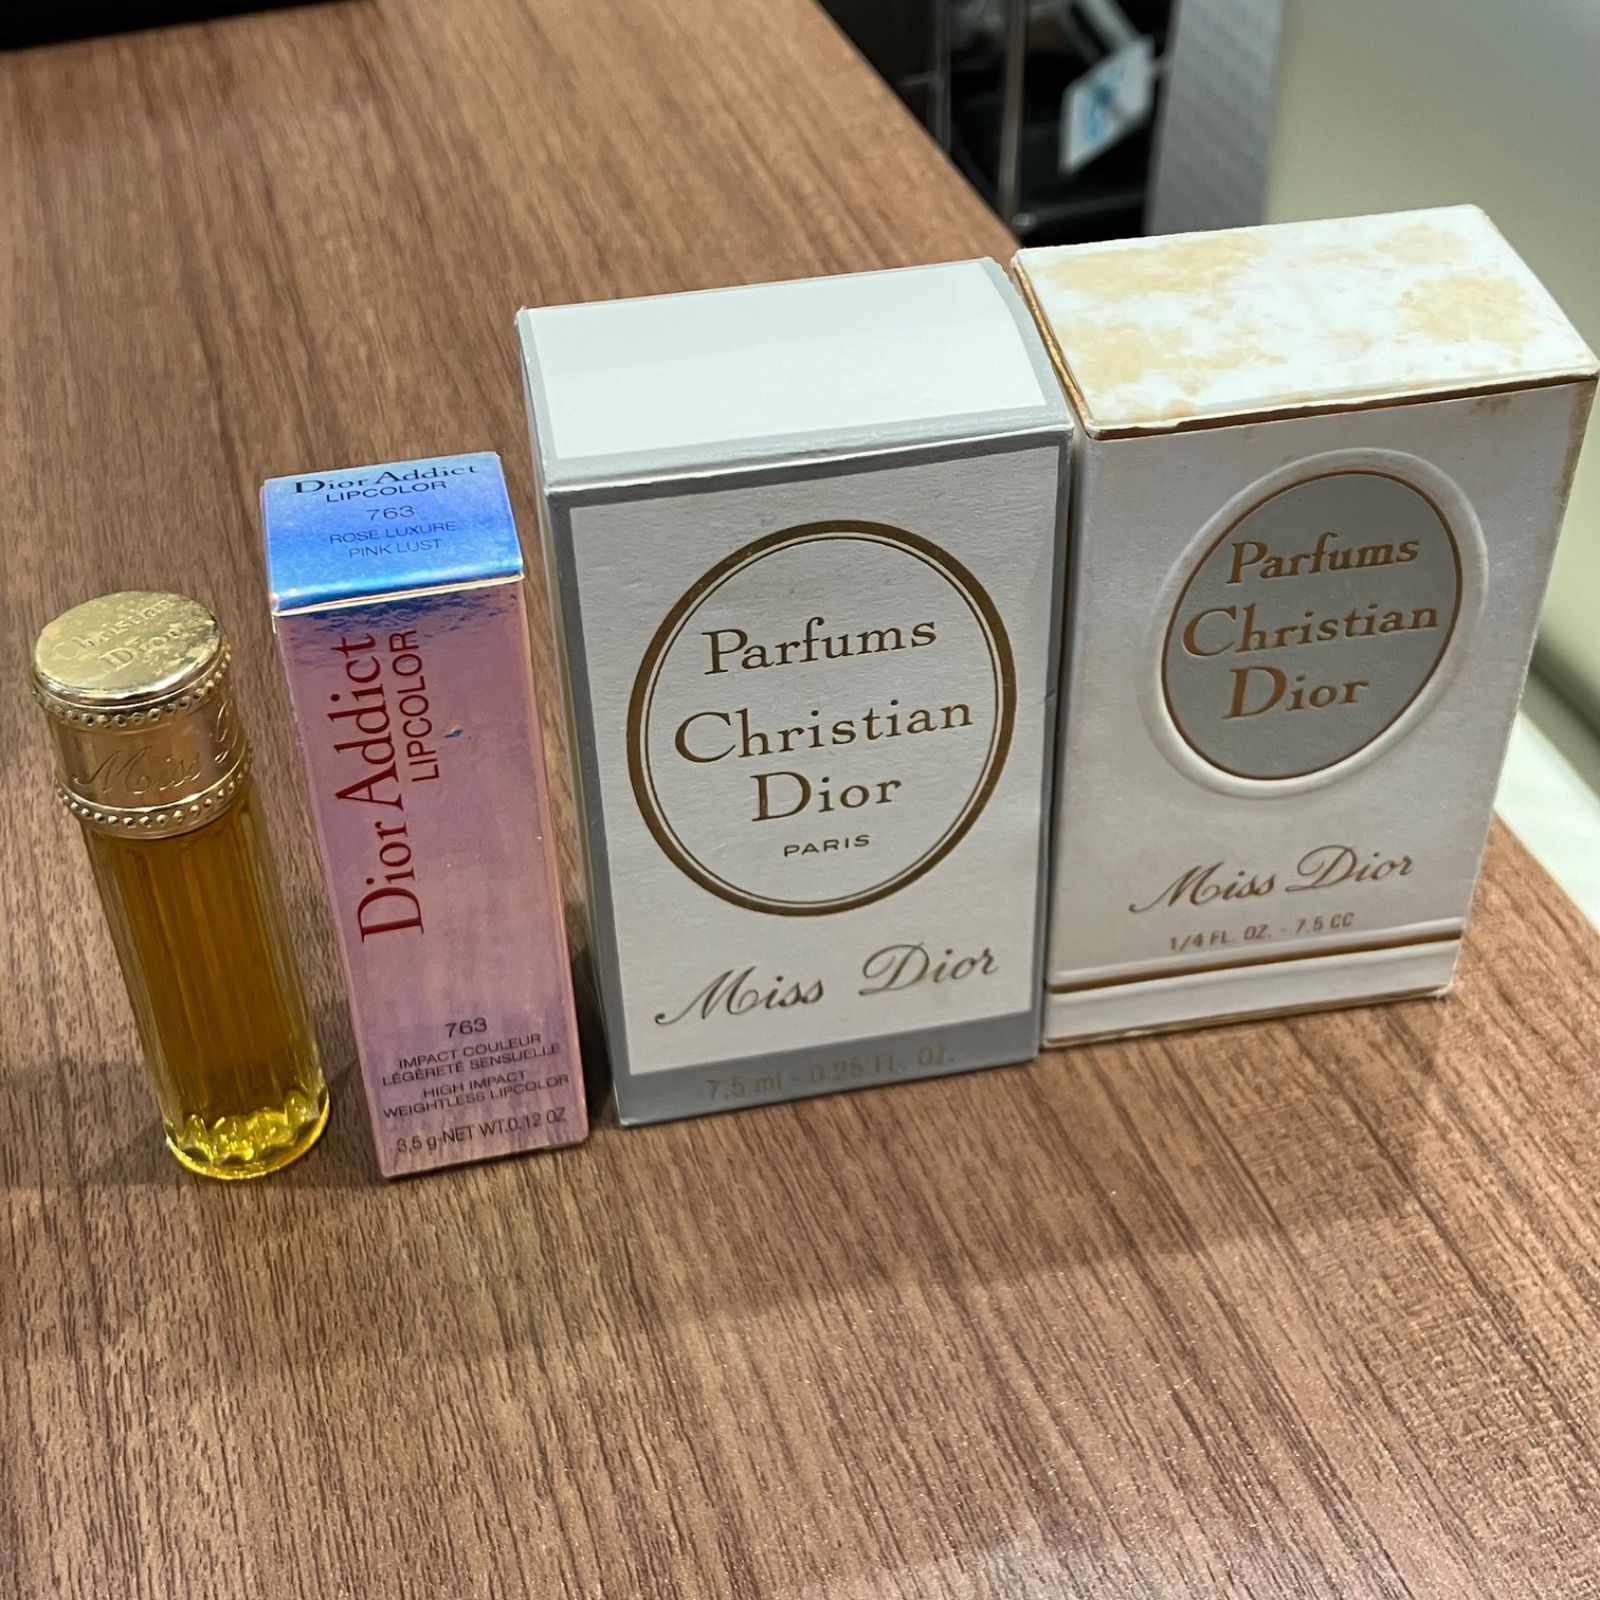 Christian
Dior
Miss D
Dior Addict
LIPCOLOR
763
ROSE LUXURE
PINK LUST
Dior Addict
LIPCOLOR
763
IMPACT COULEUR
LÉGÈRETÉ SENSUELLE
HIGH IMPACT
WEIGHTLESS LIPCOLOR
3,5 g-NET WT.0.12 OZ
Parfums
Christian
Dior
PARIS
Miss Dior
7,5 ml - 0.25 Fl. Oz.
Parfums
Christian
Dior
Miss Dior
1/4 FL. OZ. - 7.5 CC